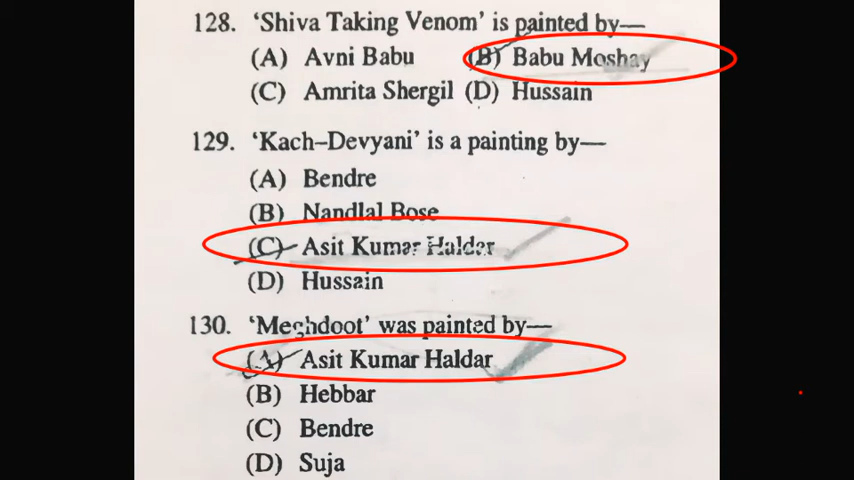 128. ‘Shiva Taking Venom’ is painted by—
(A) Avni Babu (B) Babu Moshay
(C) Amrita Shergil (D) Hussain
129. ‘Kach–Devyani’ is a painting by—
(A) Bendre
(B) Nandlal Bose
(C) Asit Kumar Haldar
(D) Hussain
130. ‘Meghdoot’ was painted by—
(A) Asit Kumar Haldar
(B) Hebbar
(C) Bendre
(D) Suja